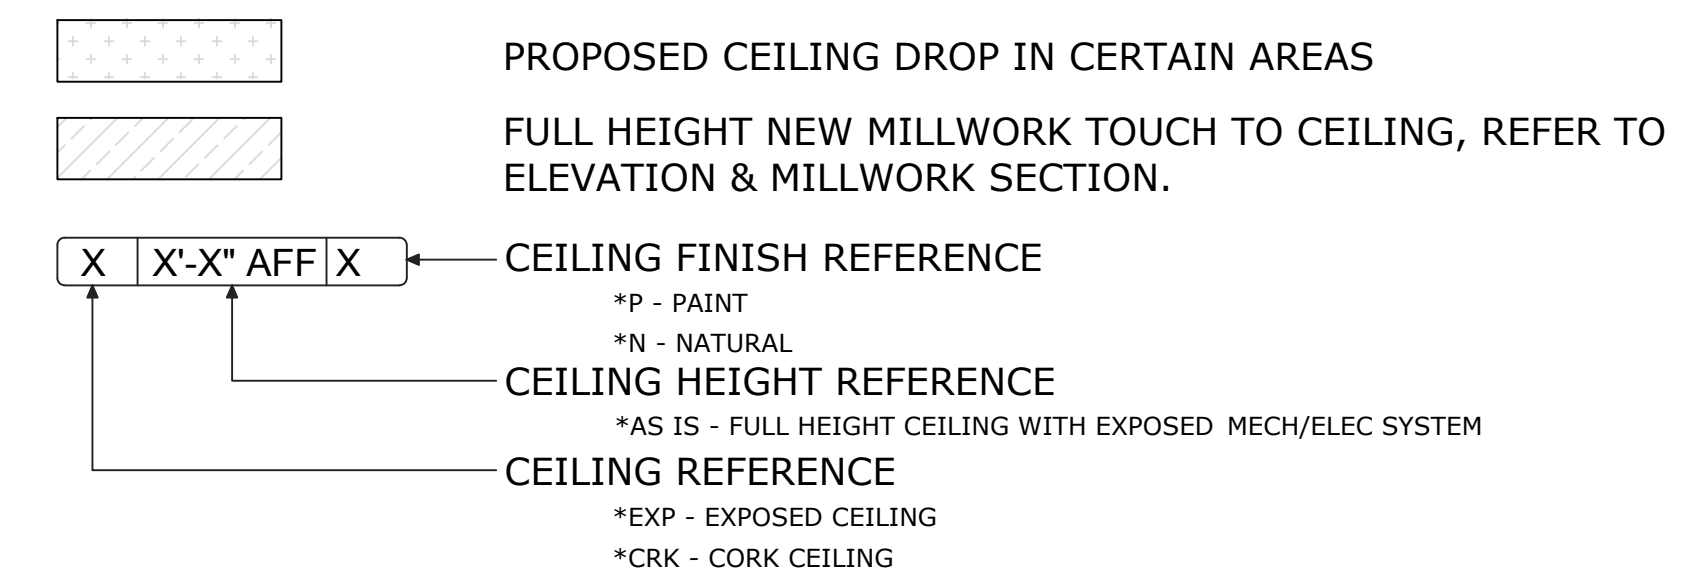 PROPOSED CEILING DROP IN CERTAIN AREAS
FULL HEIGHT NEW MILLWORK TOUCH TO CEILING, REFER TO
ELEVATION & MILLWORK SECTION.
X X'-X" AFF X
CEILING FINISH REFERENCE
*P - PAINT
*N - NATURAL
CEILING HEIGHT REFERENCE
*AS IS - FULL HEIGHT CEILING WITH EXPOSED MECH/ELEC SYSTEM
CEILING REFERENCE
*EXP - EXPOSED CEILING
*CRK - CORK CEILING